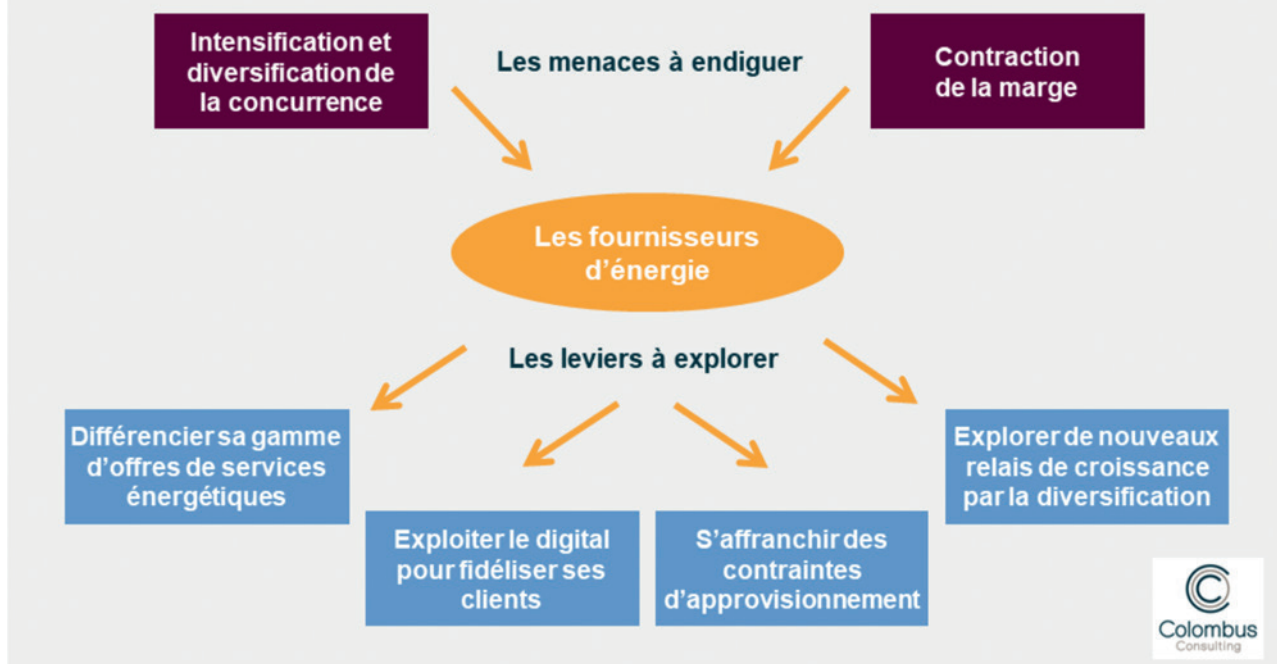 Intensification et
diversification de
la concurrence
Les menaces à endiguer
Contraction
de la marge
Les fournisseurs
d'énergie
Les leviers à explorer
Différencier sa gamme
d'offres de services
énergétiques
Exploiter le digital
pour fidéliser ses
clients
S'affranchir des
contraintes
d'approvisionnement
Explorer de nouveaux
relais de croissance
par la diversification
Colombus
Consulting